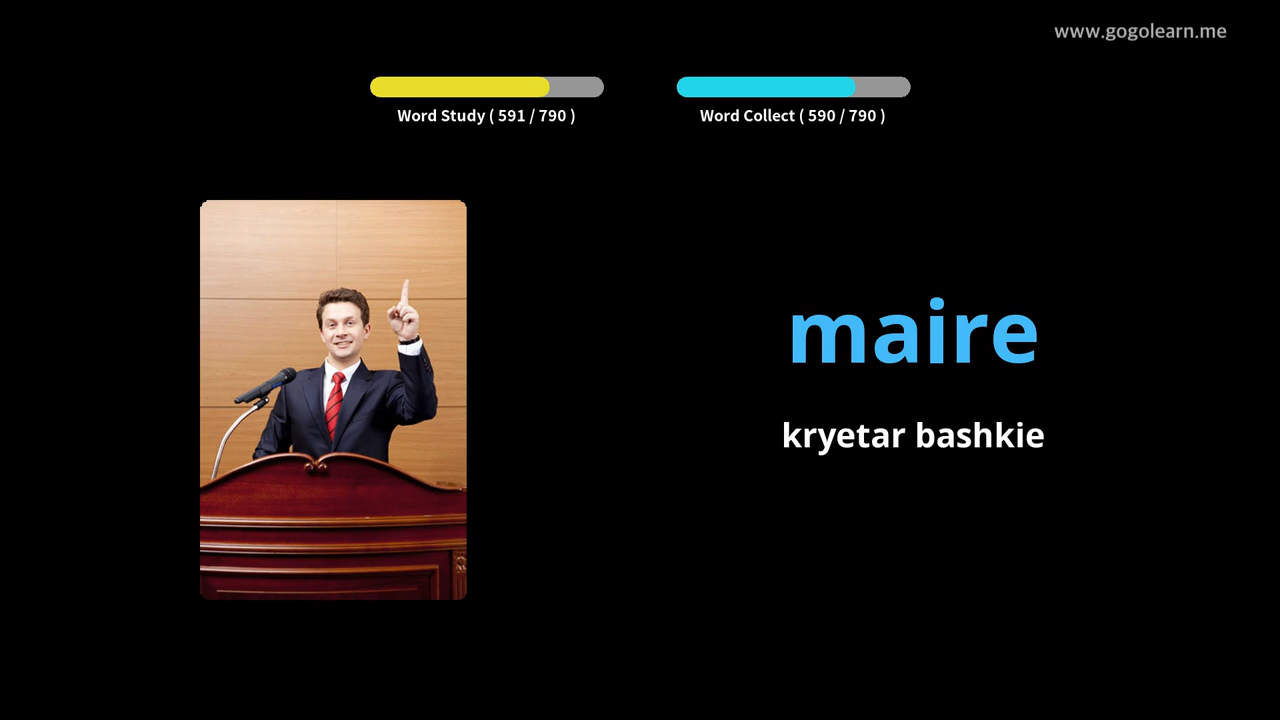 www.gogolearn.me
Word Study ( 591 / 790 )
Word Collect ( 590 / 790 )
maire
kryetar bashkie